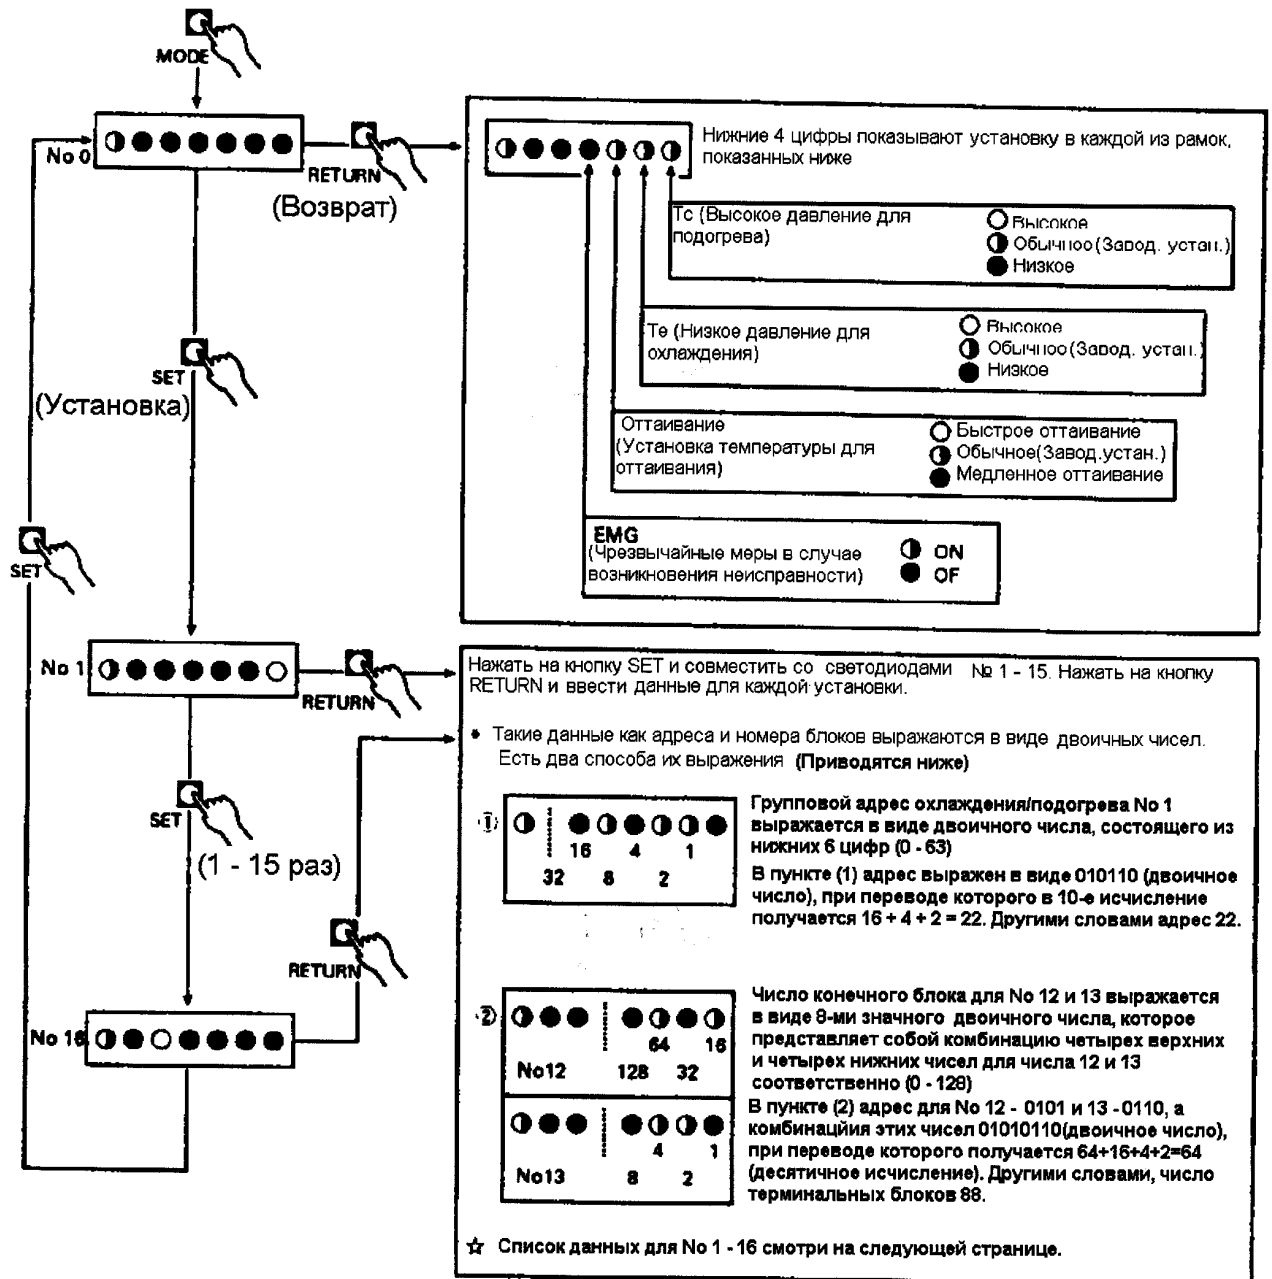 MODE
No 0
RETURN
(Возврат)
Нижние 4 цифры показывают установку в каждой из рамок,
показанных ниже
Tc (Высокое давление для
подогрева)
Высокое
Обычное(Завод. устан.)
Низкое
Te (Низкое давление для
охлаждения)
Высокое
Обычное(Завод. устан.)
Низкое
SET
(Установка)
Оттаивание
(Установка температуры для
оттаивания)
Быстрое оттаивание
Обычное(Завод.устан.)
Медленное оттаивание
EMG
(Чрезвычайные меры в случае
возникновения неисправности)
ON
OF
SET
No 1
RETURN
Нажать на кнопку SET и совместить со светодиодами № 1 - 15. Нажать на кнопку
RETURN и ввести данные для каждой установки.
• Такие данные как адреса и номера блоков выражаются в виде двоичных чисел.
Есть два способа их выражения (Приводятся ниже)
SET
(1 - 15 раз)
①
16 4 1
32 8 2
Групповой адрес охлаждения/подогрева No 1
выражается в виде двоичного числа, состоящего из
нижних 6 цифр (0 - 63)
В пункте (1) адрес выражен в виде 010110 (двоичное
число), при переводе которого в 10-е исчисление
получается 16 + 4 + 2 = 22. Другими словами адрес 22.
RETURN
No 16
②
64 16
No12 128 32
4 1
No13 8 2
Число конечного блока для No 12 и 13 выражается
в виде 8-ми значного двоичного числа, которое
представляет собой комбинацию четырех верхних
и четырех нижних чисел для числа 12 и 13
соответственно (0 - 128)
В пункте (2) адрес для No 12 - 0101 и 13 -0110, а
комбинацйия этих чисел 01010110(двоичное число),
при переводе которого получается 64+16+4+2=64
(десятичное исчисление). Другими словами, число
терминальных блоков 88.
☆ Список данных для No 1 - 16 смотри на следующей странице.